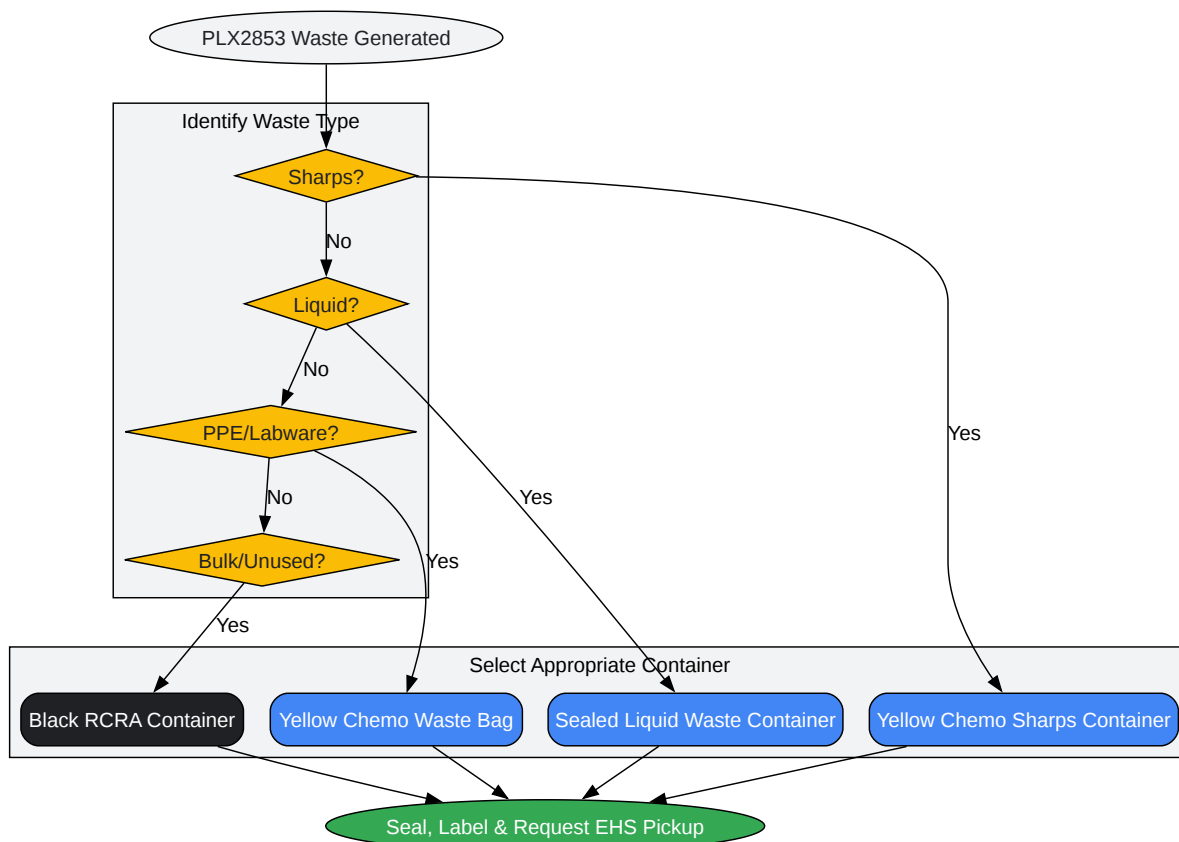 PLX2853 Waste Generated
Identify Waste Type
Sharps?
No
Liquid?
No
PPE/Labware?
Yes
No
Yes
Bulk/Unused?
Yes
Yes
Select Appropriate Container
Black RCRA Container
Yellow Chemo Waste Bag
Sealed Liquid Waste Container
Yellow Chemo Sharps Container
Seal, Label & Request EHS Pickup